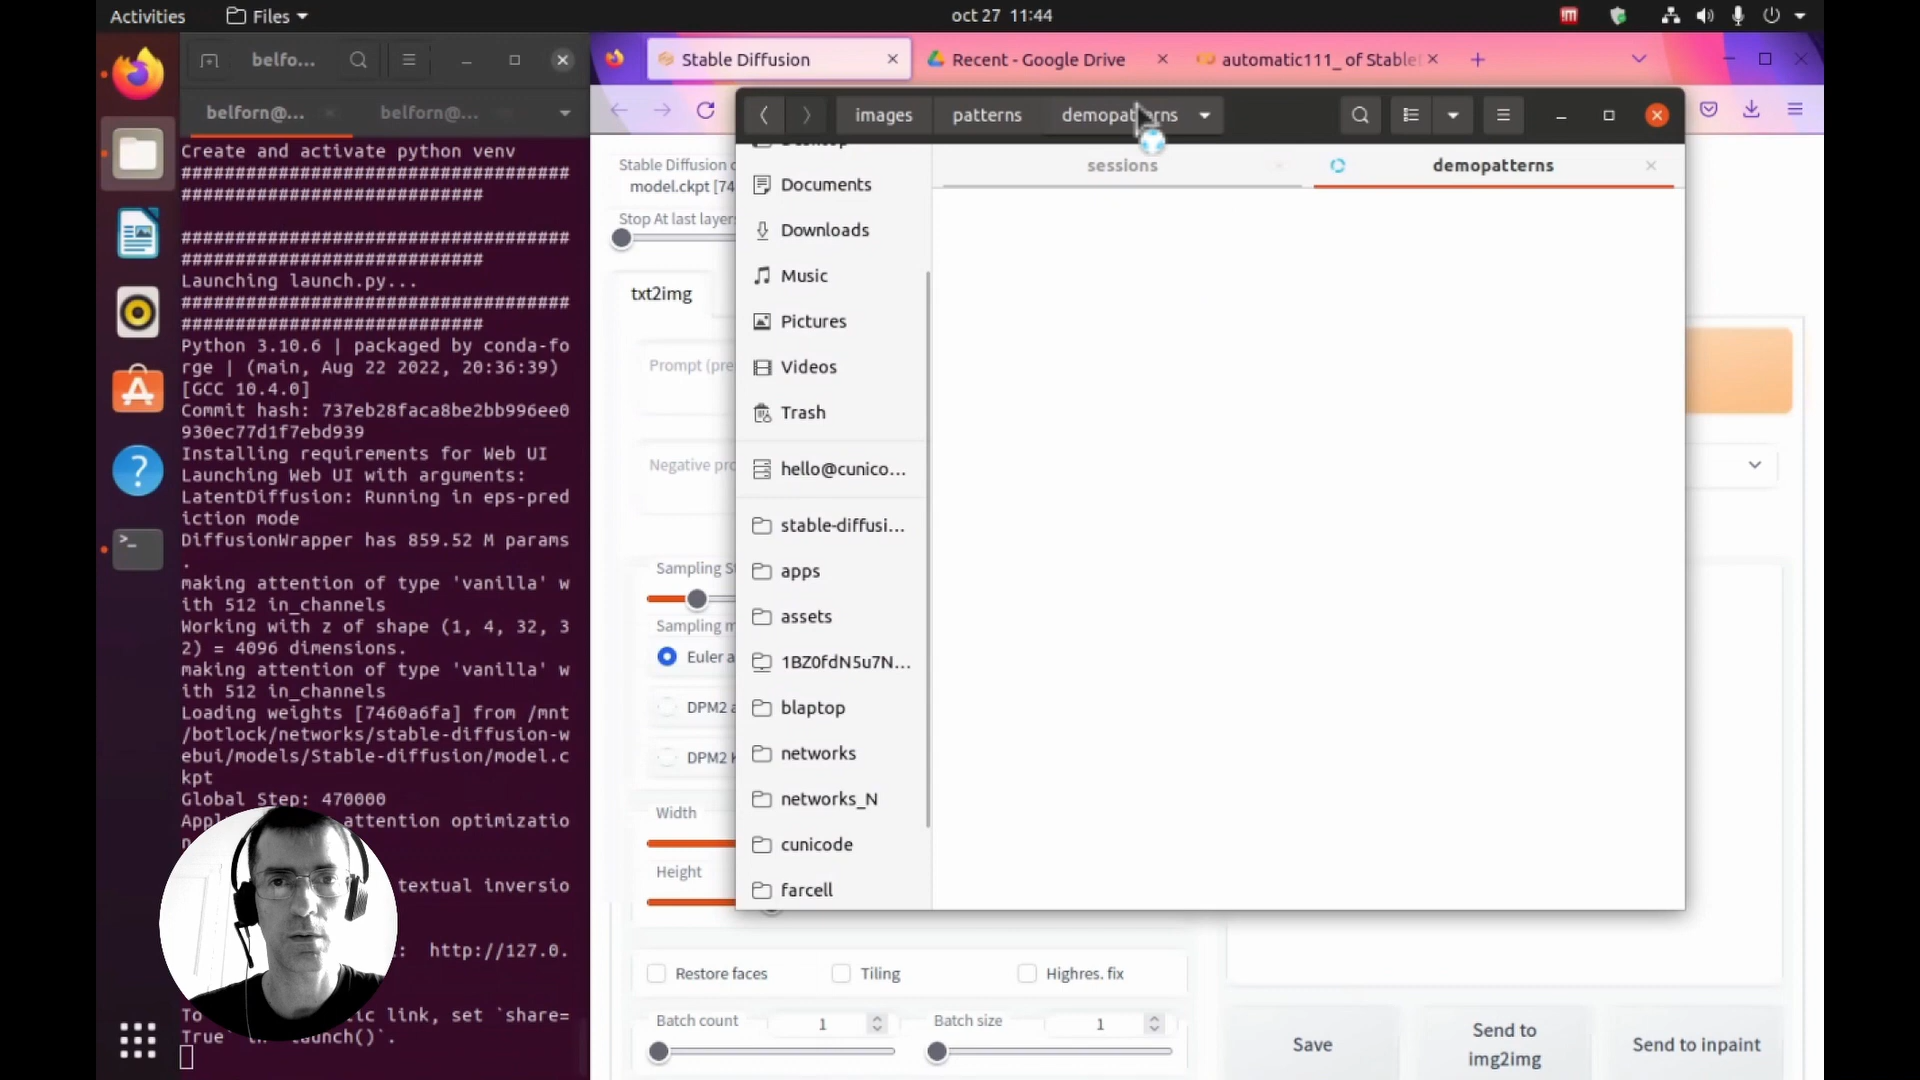 Activities
Files
oct 27 11:44
belfo...
belforn@...
belforn@...
Create and activate python venv
####################################
############################
####################################
############################
Launching launch.py...
####################################
############################
Python 3.10.6 | packaged by conda-fo
rge | (main, Aug 22 2022, 20:36:39)
[GCC 10.4.0]
Commit hash: 737eb28faca8be2bb996ee0
930ec77d1f7ebd939
Installing requirements for Web UI
Launching Web UI with arguments:
LatentDiffusion: Running in eps-pred
iction mode
DiffusionWrapper has 859.52 M params
.
making attention of type 'vanilla' w
ith 512 in_channels
Working with z of shape (1, 4, 32, 3
2) = 4096 dimensions.
making attention of type 'vanilla' w
ith 512 in_channels
Loading weights [7460a6fa] from /mnt
/botlock/networks/stable-diffusion-w
ebui/models/Stable-diffusion/model.c
kpt
Global Step: 470000
attention optimizatio
textual inversio
: http://127.0.
To
link, set `share=
True`
launch()`.
Stable Diffusion
Recent - Google Drive
automatic111_ of Stable
images
patterns
demopatterns
sessions
demopatterns
Desktop
Documents
Downloads
Music
Pictures
Videos
Trash
hello@cunico...
stable-diffusi...
apps
assets
1BZ0fdN5u7N...
blaptop
networks
networks_N
cunicode
farcell
Stable Diffusion
model.ckpt [74
Stop At last layers
txt2img
Prompt
Negative
Sampling
Sampling
Euler a
DPM2 a
DPM2
Width
Height
Restore faces
Tiling
Highres. fix
Batch count
1
Batch size
1
Save
Send to
img2img
Send to inpaint